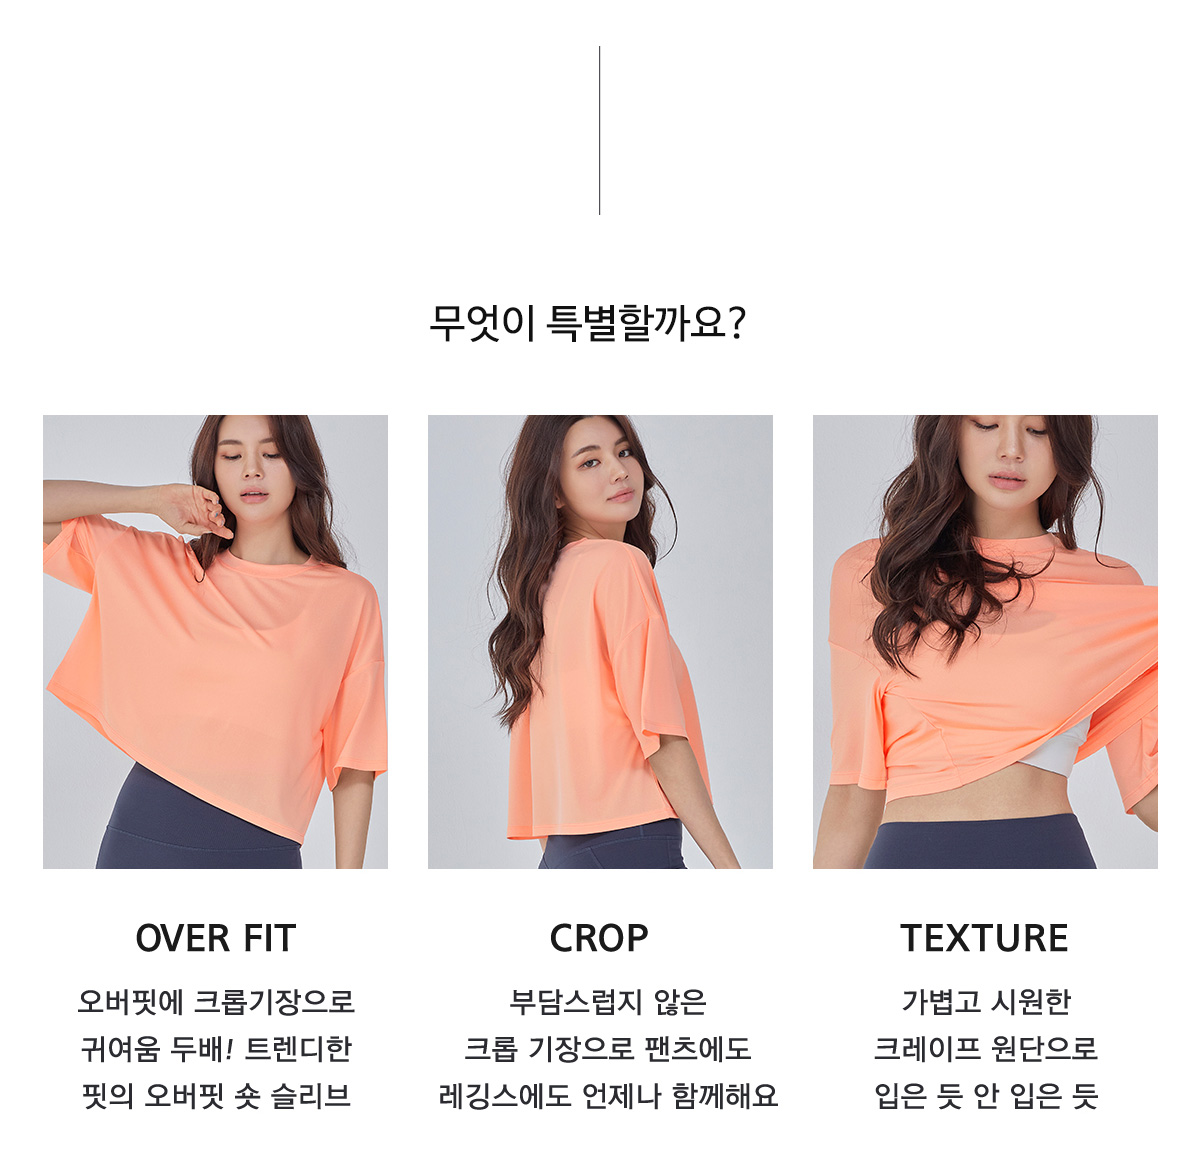 무엇이 특별할까요?
OVER FIT
오버핏에 크롭기장으로
귀여움 두배! 트렌디한
핏의 오버핏 숏 슬리브
CROP
부담스럽지 않은
크롭 기장으로 팬츠에도
레깅스에도 언제나 함께해요
TEXTURE
가볍고 시원한
크레이프 원단으로
입은 듯 안 입은 듯